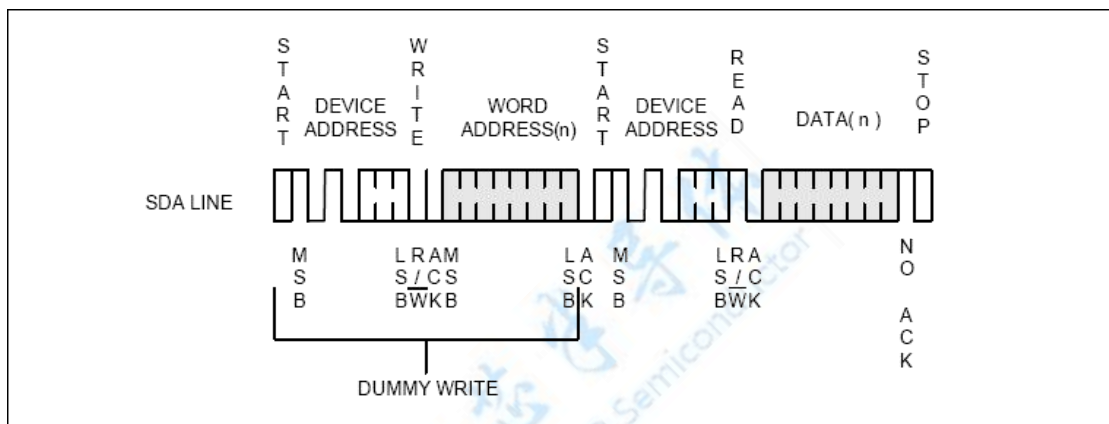 START
WRITE
START
READ
STOP
DEVICE
ADDRESS
WORD
ADDRESS(n)
DEVICE
ADDRESS
DATA( n )
SDA LINE
MSB
LSB
R/W
ACK
MSB
LSB
ACK
MSB
LSB
R/W
ACK
NO ACK
DUMMY WRITE
Semiconductor